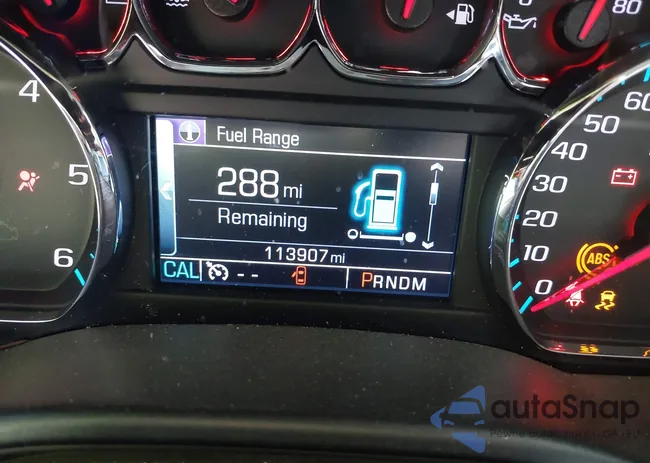 80
4
5
6
Fuel Range
288 mi
Remaining
113907 mi
CAL -- PRNDM
60
50
40
30
20
10
0
ABS
autoSnap